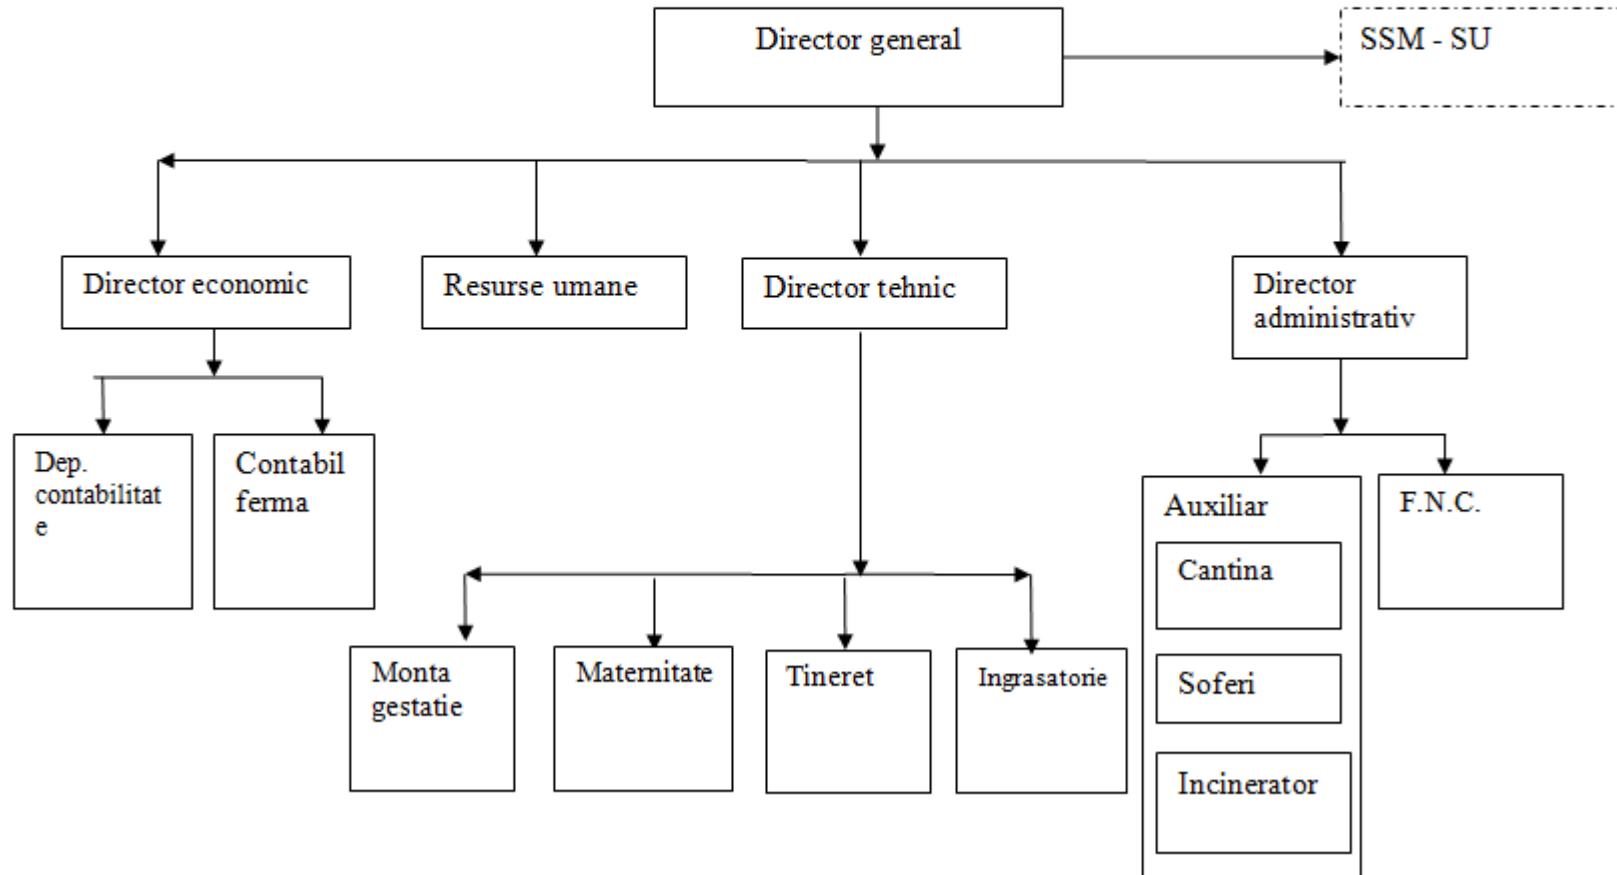 Director general
SSM - SU
Director economic
Resurse umane
Director tehnic
Director
administrativ
Dep.
contabilitat
e
Contabil
ferma
Auxiliar
F.N.C.
Cantina
Soferi
Incinerator
Monta
gestatie
Maternitate
Tineret
Ingrasatorie